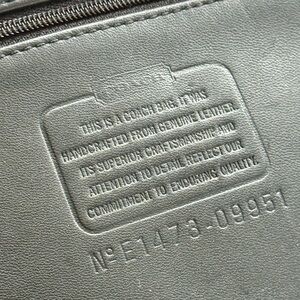 COACH
THIS IS A COACH BAG. IT WAS
HANDCRAFTED FROM GENUINE LEATHER
ITS SUPERIOR CRAFTSMANSHIP AND
ATTENTION TO DETAIL REFLECT OUR
COMMITMENT TO ENDURING QUALITY.
Nº E1473-09951